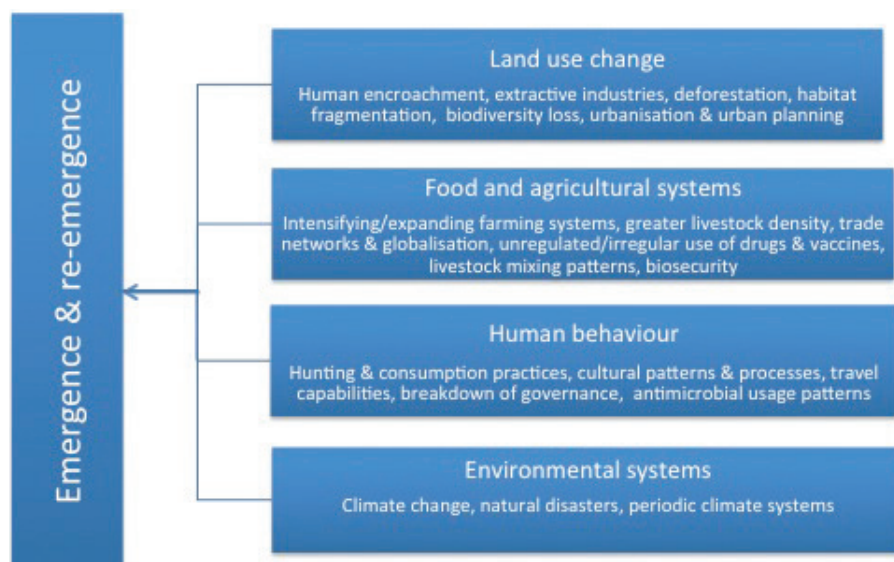 Emergence & re-emergence
Land use change
Human encroachment, extractive industries, deforestation, habitat
fragmentation, biodiversity loss, urbanisation & urban planning
Food and agricultural systems
Intensifying/expanding farming systems, greater livestock density, trade
networks & globalisation, unregulated/irregular use of drugs & vaccines,
livestock mixing patterns, biosecurity
Human behaviour
Hunting & consumption practices, cultural patterns & processes, travel
capabilities, breakdown of governance, antimicrobial usage patterns
Environmental systems
Climate change, natural disasters, periodic climate systems